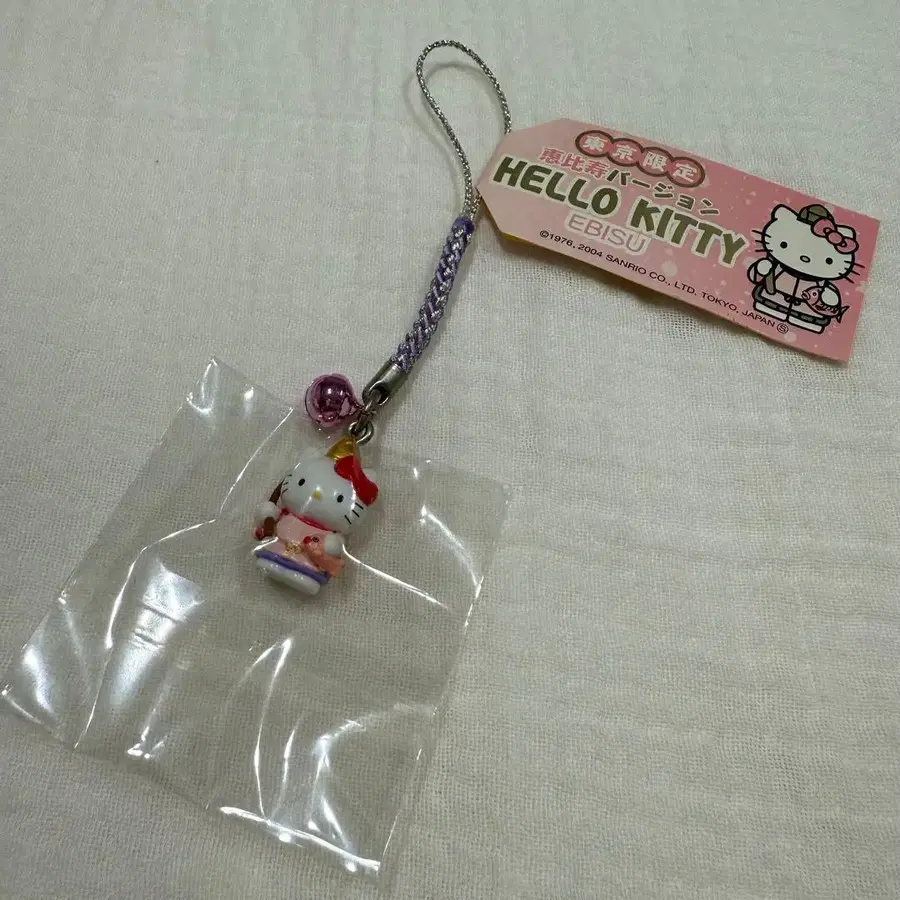 東京限定
恵比寿バージョン
HELLO KITTY
EBISU
©1976, 2004 SANRIO CO., LTD. TOKYO, JAPAN Ⓢ